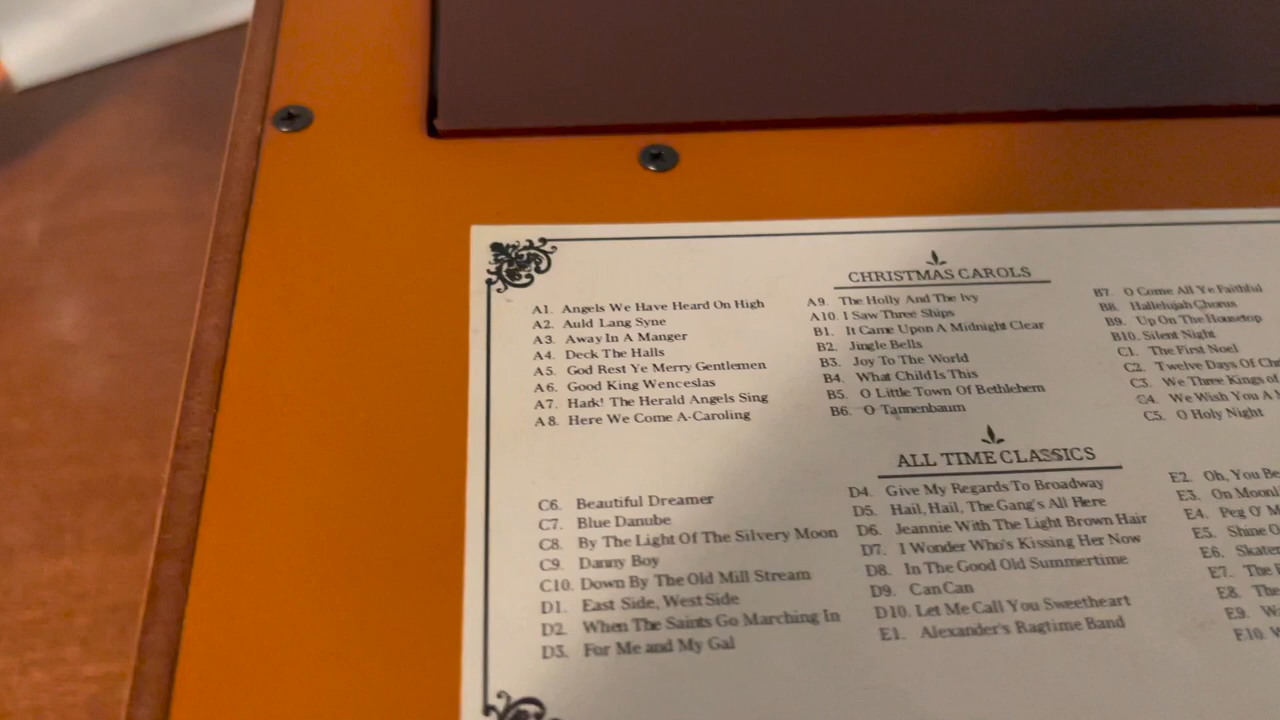 CHRISTMAS CAROLS
A1. Angels We Have Heard On High
A2. Auld Lang Syne
A3. Away In A Manger
A4. Deck The Halls
A5. God Rest Ye Merry Gentlemen
A6. Good King Wenceslas
A7. Hark! The Herald Angels Sing
A8. Here We Come A-Caroling
A9. The Holly And The Ivy
A10. I Saw Three Ships
B1. It Came Upon A Midnight Clear
B2. Jingle Bells
B3. Joy To The World
B4. What Child Is This
B5. O Little Town Of Bethlehem
B6. O Tannenbaum
B7. O Come All Ye Faithful
B8. Hallelujah Chorus
B9. Up On The Housetop
B10. Silent Night
C1. The First Noel
C2. Twelve Days Of
C3. We Three Kings of
C4. We Wish You A
C5. O Holy Night
ALL TIME CLASSICS
C6. Beautiful Dreamer
C7. Blue Danube
C8. By The Light Of The Silvery Moon
C9. Danny Boy
C10. Down By The Old Mill Stream
D1. East Side, West Side
D2. When The Saints Go Marching In
D3. For Me and My Gal
D4. Give My Regards To Broadway
D5. Hail, Hail, The Gang's All Here
D6. Jeannie With The Light Brown Hair
D7. I Wonder Who's Kissing Her Now
D8. In The Good Old Summertime
D9. Can Can
D10. Let Me Call You Sweetheart
E1. Alexander's Ragtime Band
E2. Oh, You
E3. On
E4. Peg O'
E5. Shine
E6.
E7. The
E8. The
E9.
E10.